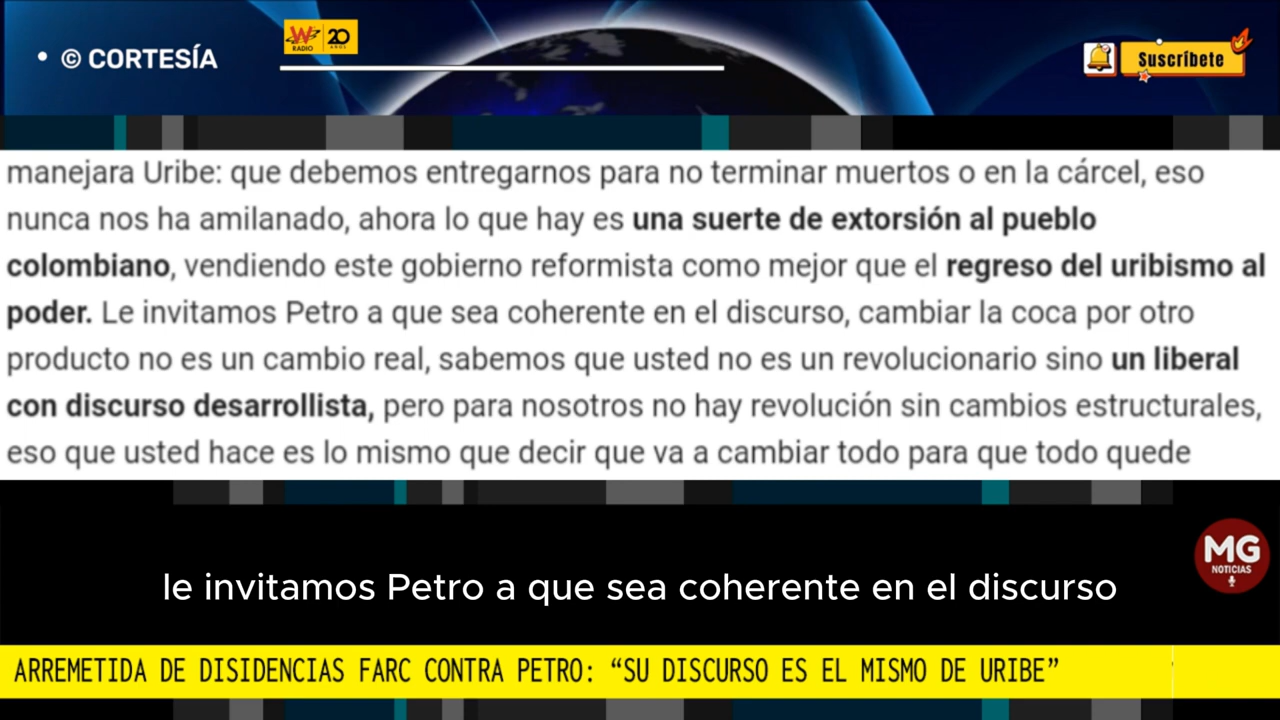 • © CORTESÍA
W RADIO 20 AÑOS
Suscríbete
manejara Uribe: que debemos entregarnos para no terminar muertos o en la cárcel, eso
nunca nos ha amilanado, ahora lo que hay es una suerte de extorsión al pueblo
colombiano, vendiendo este gobierno reformista como mejor que el regreso del uribismo al
poder. Le invitamos Petro a que sea coherente en el discurso, cambiar la coca por otro
producto no es un cambio real, sabemos que usted no es un revolucionario sino un liberal
con discurso desarrollista, pero para nosotros no hay revolución sin cambios estructurales,
eso que usted hace es lo mismo que decir que va a cambiar todo para que todo quede
MG
NOTICIAS
le invitamos Petro a que sea coherente en el discurso
ARREMETIDA DE DISIDENCIAS FARC CONTRA PETRO: “SU DISCURSO ES EL MISMO DE URIBE”